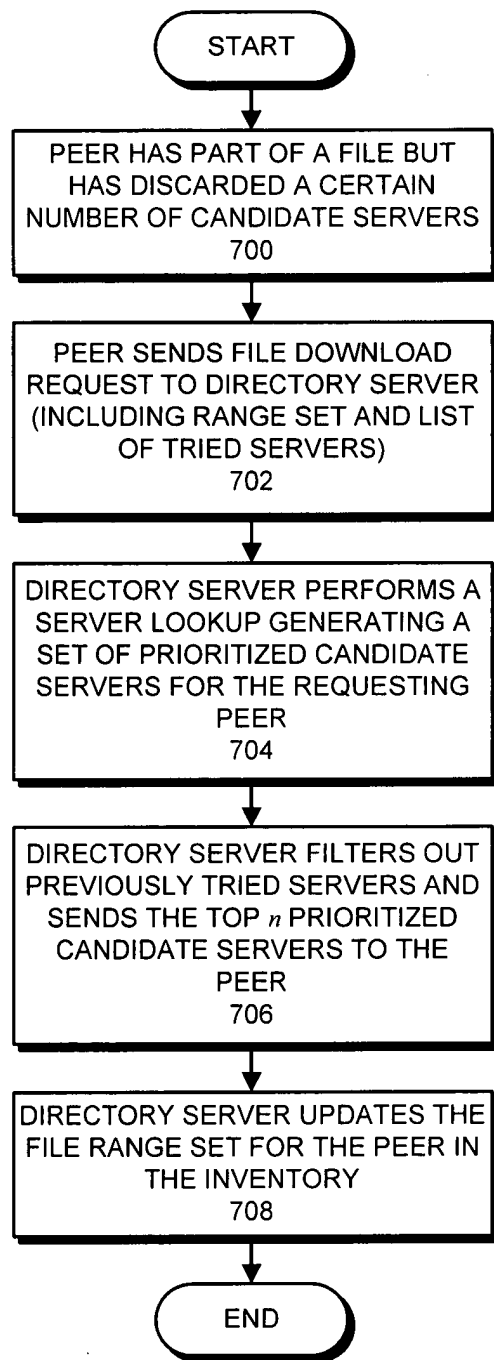 START
PEER HAS PART OF A FILE BUT
HAS DISCARDED A CERTAIN
NUMBER OF CANDIDATE SERVERS
700
PEER SENDS FILE DOWNLOAD
REQUEST TO DIRECTORY SERVER
(INCLUDING RANGE SET AND LIST
OF TRIED SERVERS)
702
DIRECTORY SERVER PERFORMS A
SERVER LOOKUP GENERATING A
SET OF PRIORITIZED CANDIDATE
SERVERS FOR THE REQUESTING
PEER
704
DIRECTORY SERVER FILTERS OUT
PREVIOUSLY TRIED SERVERS AND
SENDS THE TOP n PRIORITIZED
CANDIDATE SERVERS TO THE
PEER
706
DIRECTORY SERVER UPDATES THE
FILE RANGE SET FOR THE PEER IN
THE INVENTORY
708
END